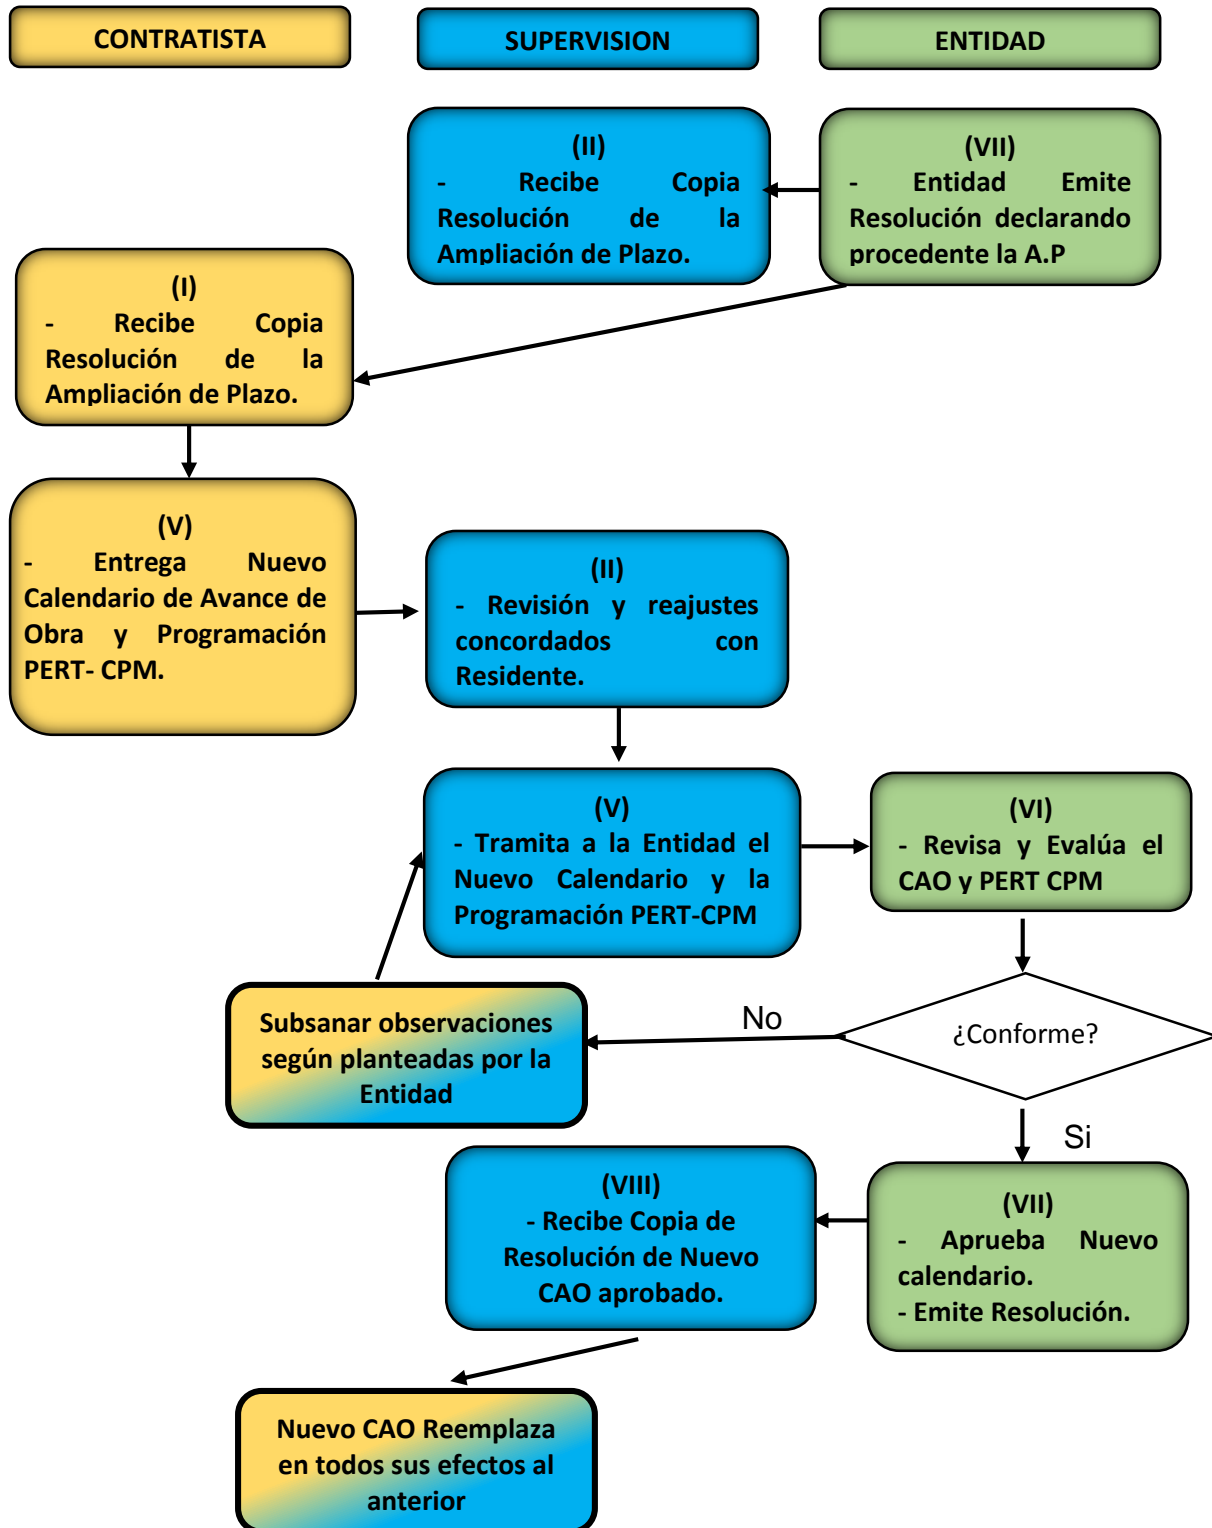 CONTRATISTA
SUPERVISION
ENTIDAD
(II)
- Recibe Copia
Resolución de la
Ampliación de Plazo.
(VII)
- Entidad Emite
Resolución declarando
procedente la A.P
(I)
- Recibe Copia
Resolución de la
Ampliación de Plazo.
(V)
- Entrega Nuevo
Calendario de Avance de
Obra y Programación
PERT- CPM.
(II)
- Revisión y reajustes
concordados con
Residente.
(V)
- Tramita a la Entidad el
Nuevo Calendario y la
Programación PERT-CPM
(VI)
- Revisa y Evalúa el
CAO y PERT CPM
¿Conforme?
No
Subsanar observaciones
según planteadas por la
Entidad
Si
(VII)
- Aprueba Nuevo
calendario.
- Emite Resolución.
(VIII)
- Recibe Copia de
Resolución de Nuevo
CAO aprobado.
Nuevo CAO Reemplaza
en todos sus efectos al
anterior